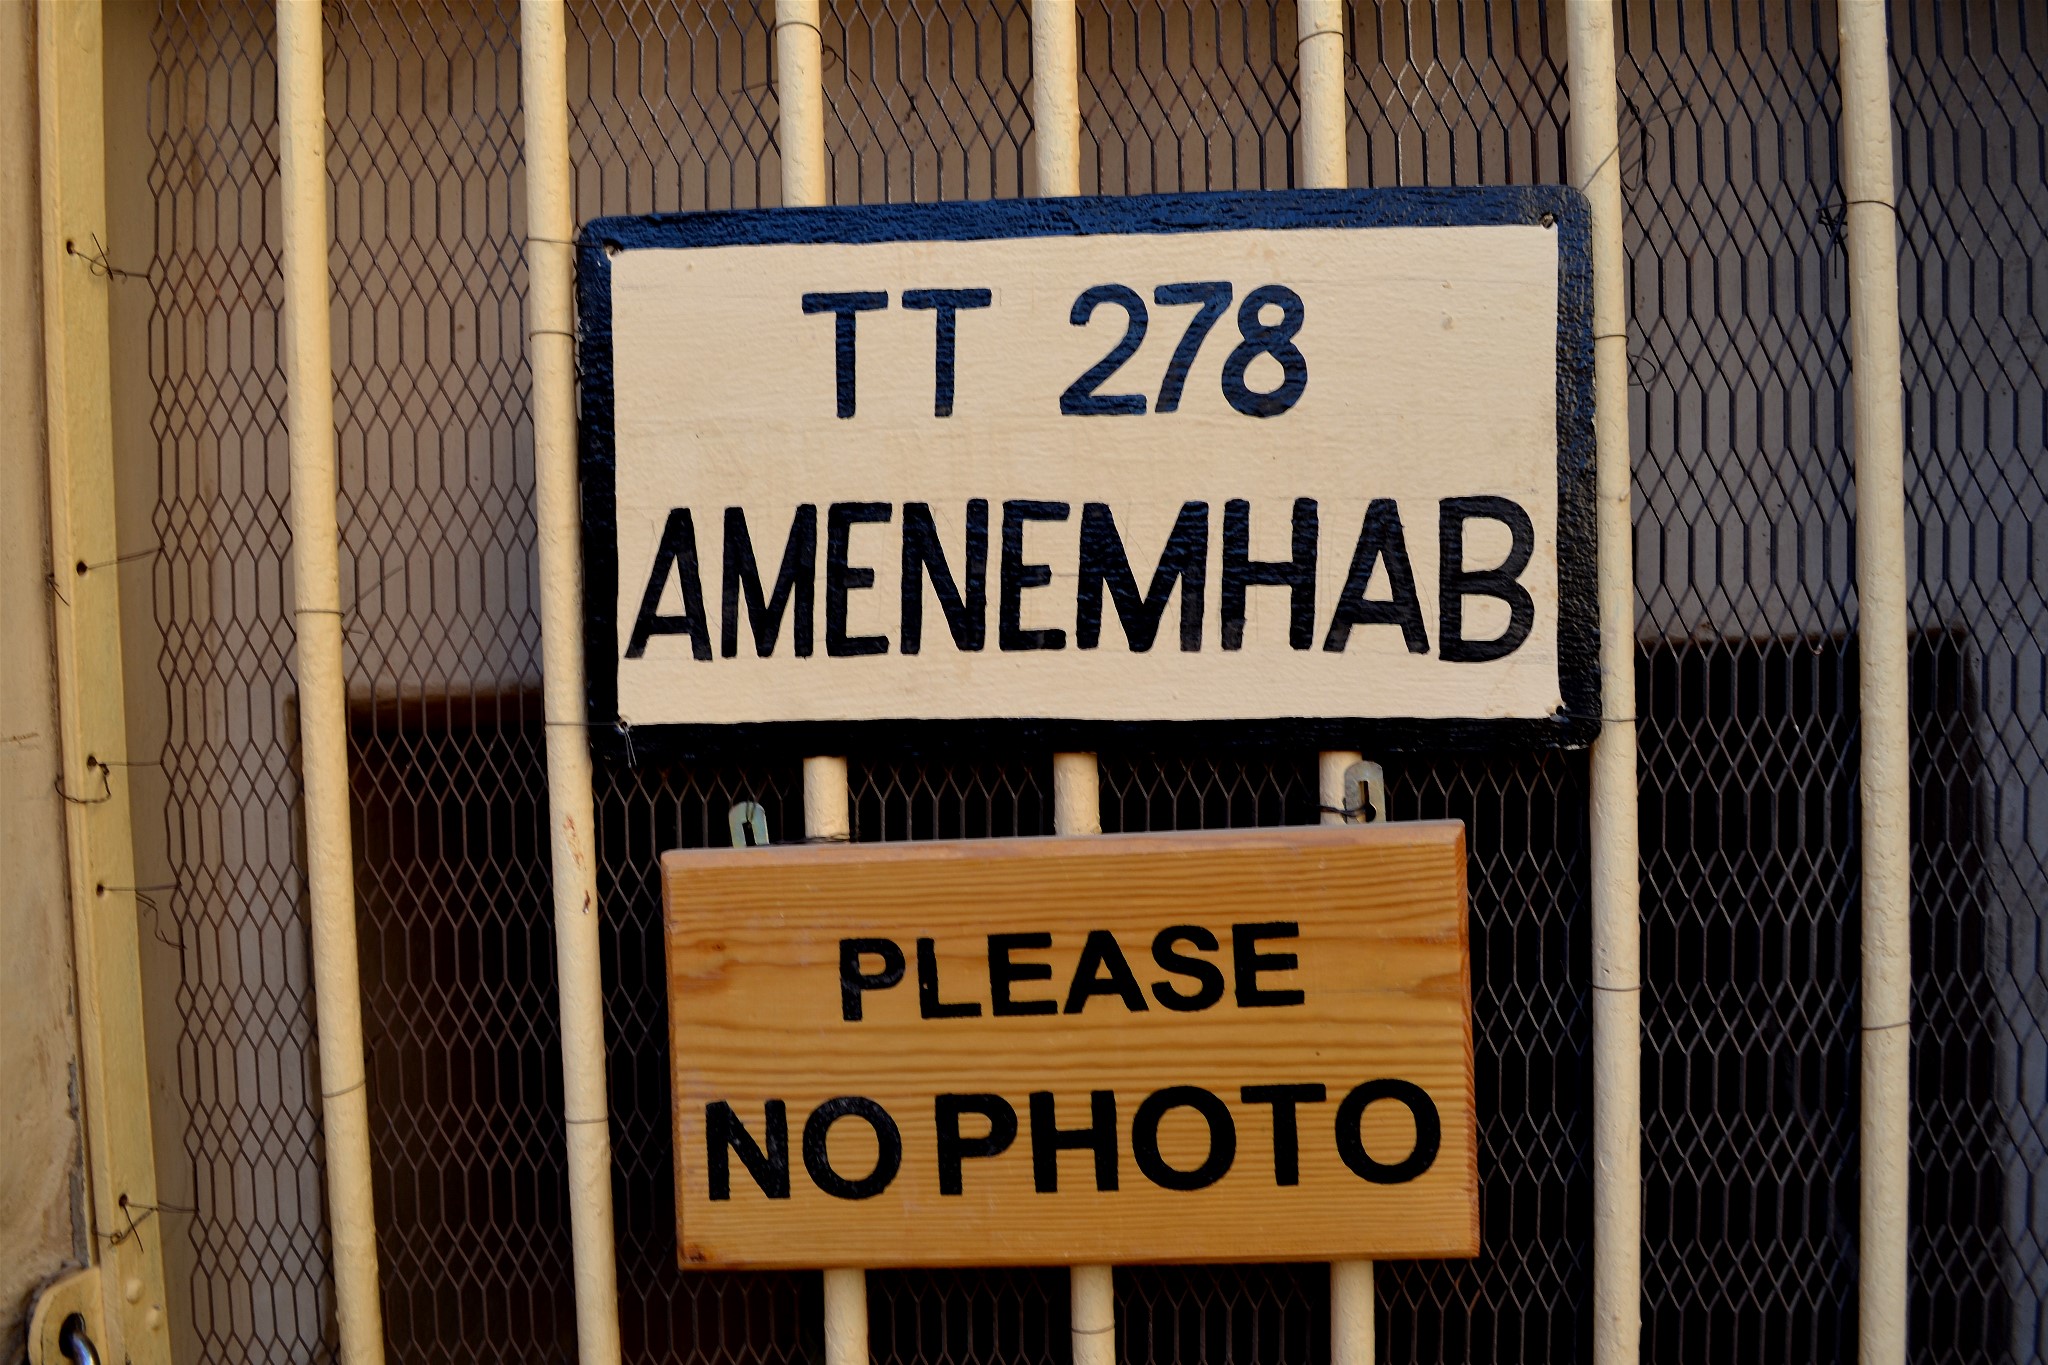 TT 278
AMENEMHAB
PLEASE
NO PHOTO